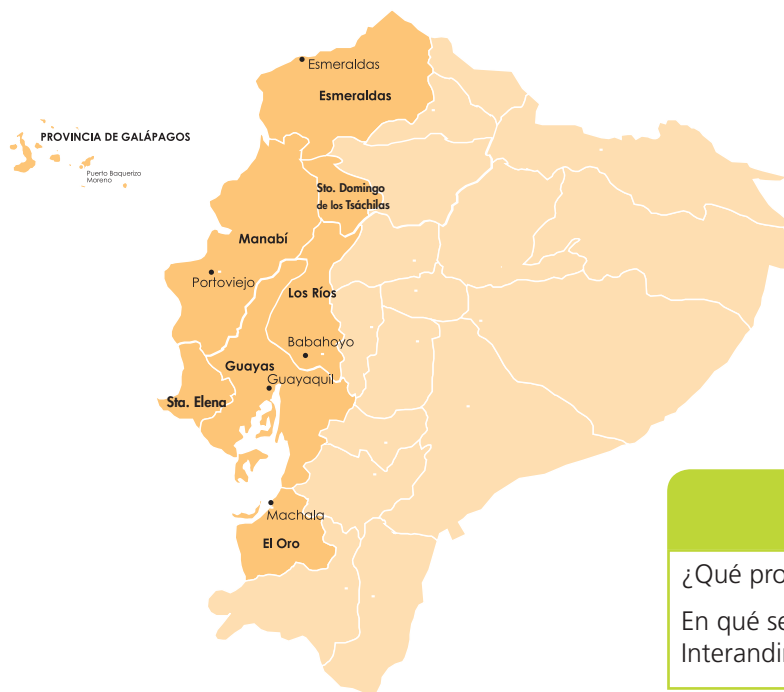 Esmeraldas
Esmeraldas
PROVINCIA DE GALÁPAGOS
Puerto Baquerizo
Moreno
Sto. Domingo
de los Tsáchilas
Manabí
Portoviejo
Los Ríos
Babahoyo
Guayas
Guayaquil
Sta. Elena
Machala
El Oro
¿Qué pro
En qué se
Interandi